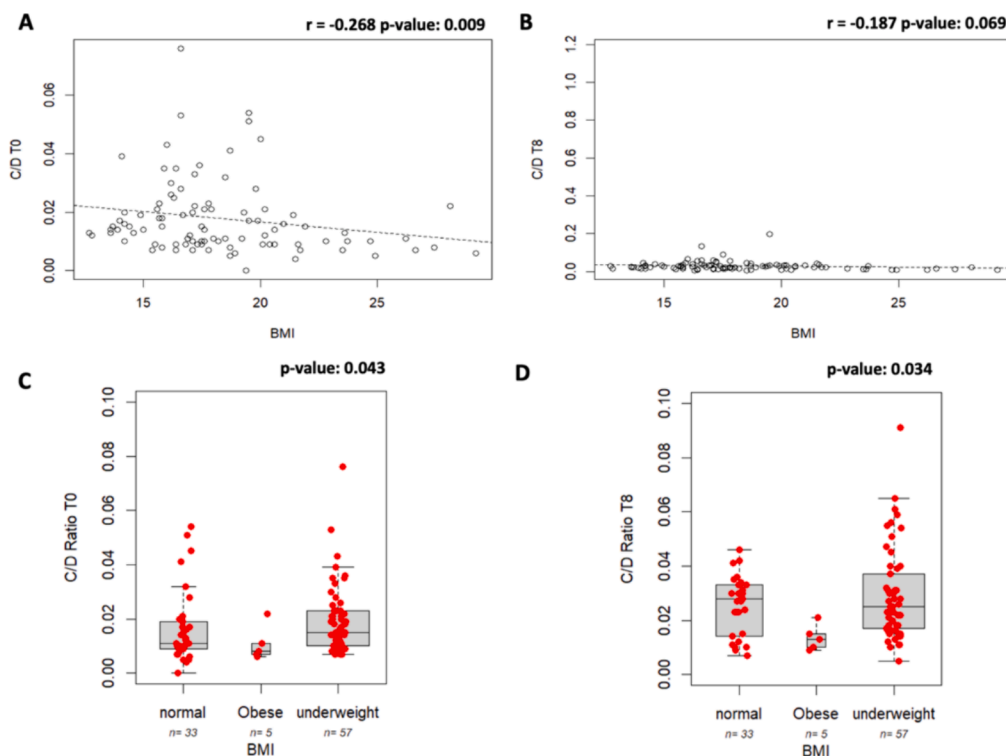 A
r = -0.268 p-value: 0.009
C/D T0
0.06
0.04
0.02
0.00
15
20
25
BMI
B
r = -0.187 p-value: 0.069
C/D T8
1.2
1.0
0.8
0.6
0.4
0.2
0.0
15
20
25
BMI
C
p-value: 0.043
C/D Ratio T0
0.10
0.08
0.06
0.04
0.02
0.00
normal Obese underweight
n= 33 n= 5 n= 57
BMI
D
p-value: 0.034
C/D Ratio T8
0.10
0.08
0.06
0.04
0.02
0.00
normal Obese underweight
n= 33 n= 5 n= 57
BMI